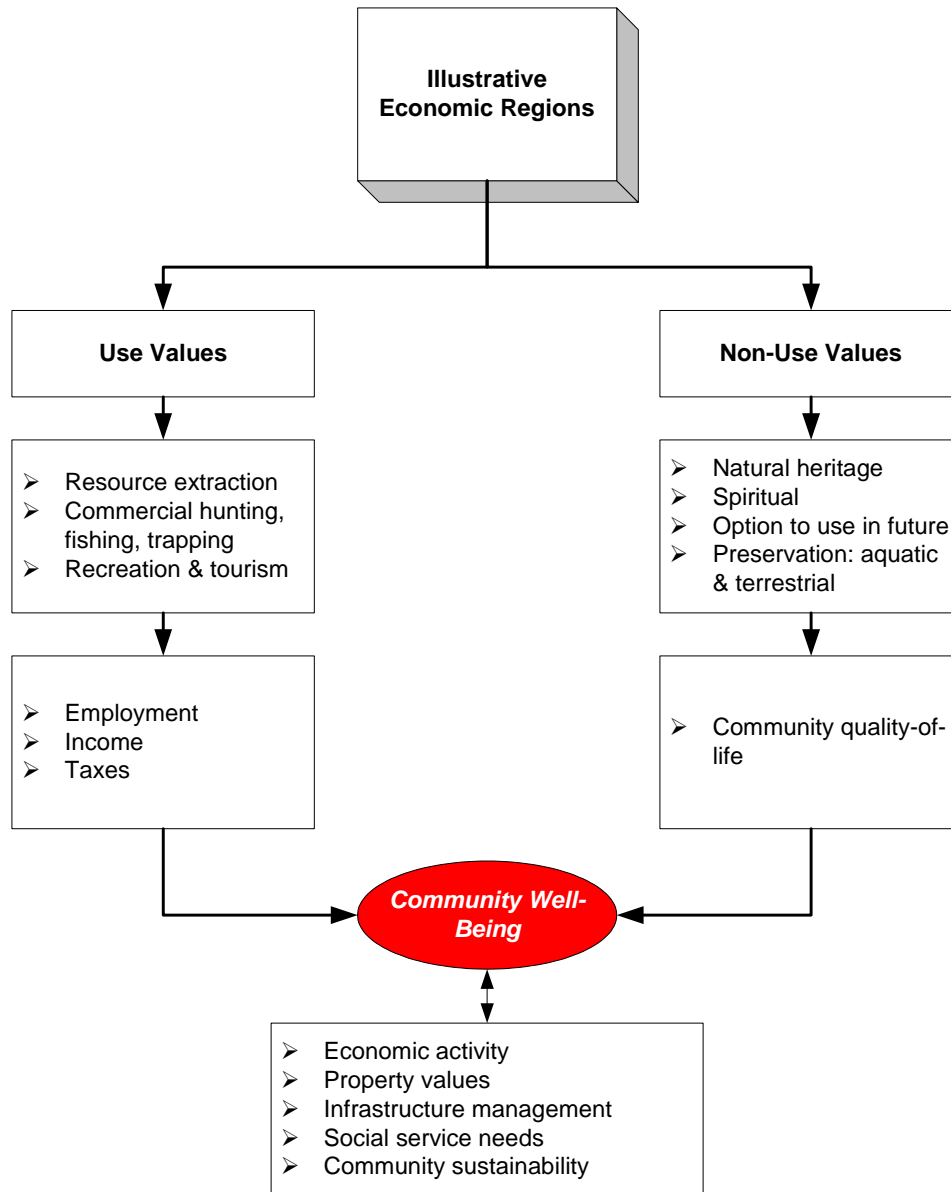 Illustrative
Economic Regions
Use Values
Non-Use Values
➢ Resource extraction
➢ Commercial hunting,
fishing, trapping
➢ Recreation & tourism
➢ Natural heritage
➢ Spiritual
➢ Option to use in future
➢ Preservation: aquatic
& terrestrial
➢ Employment
➢ Income
➢ Taxes
➢ Community quality-of-
life
Community Well-
Being
➢ Economic activity
➢ Property values
➢ Infrastructure management
➢ Social service needs
➢ Community sustainability